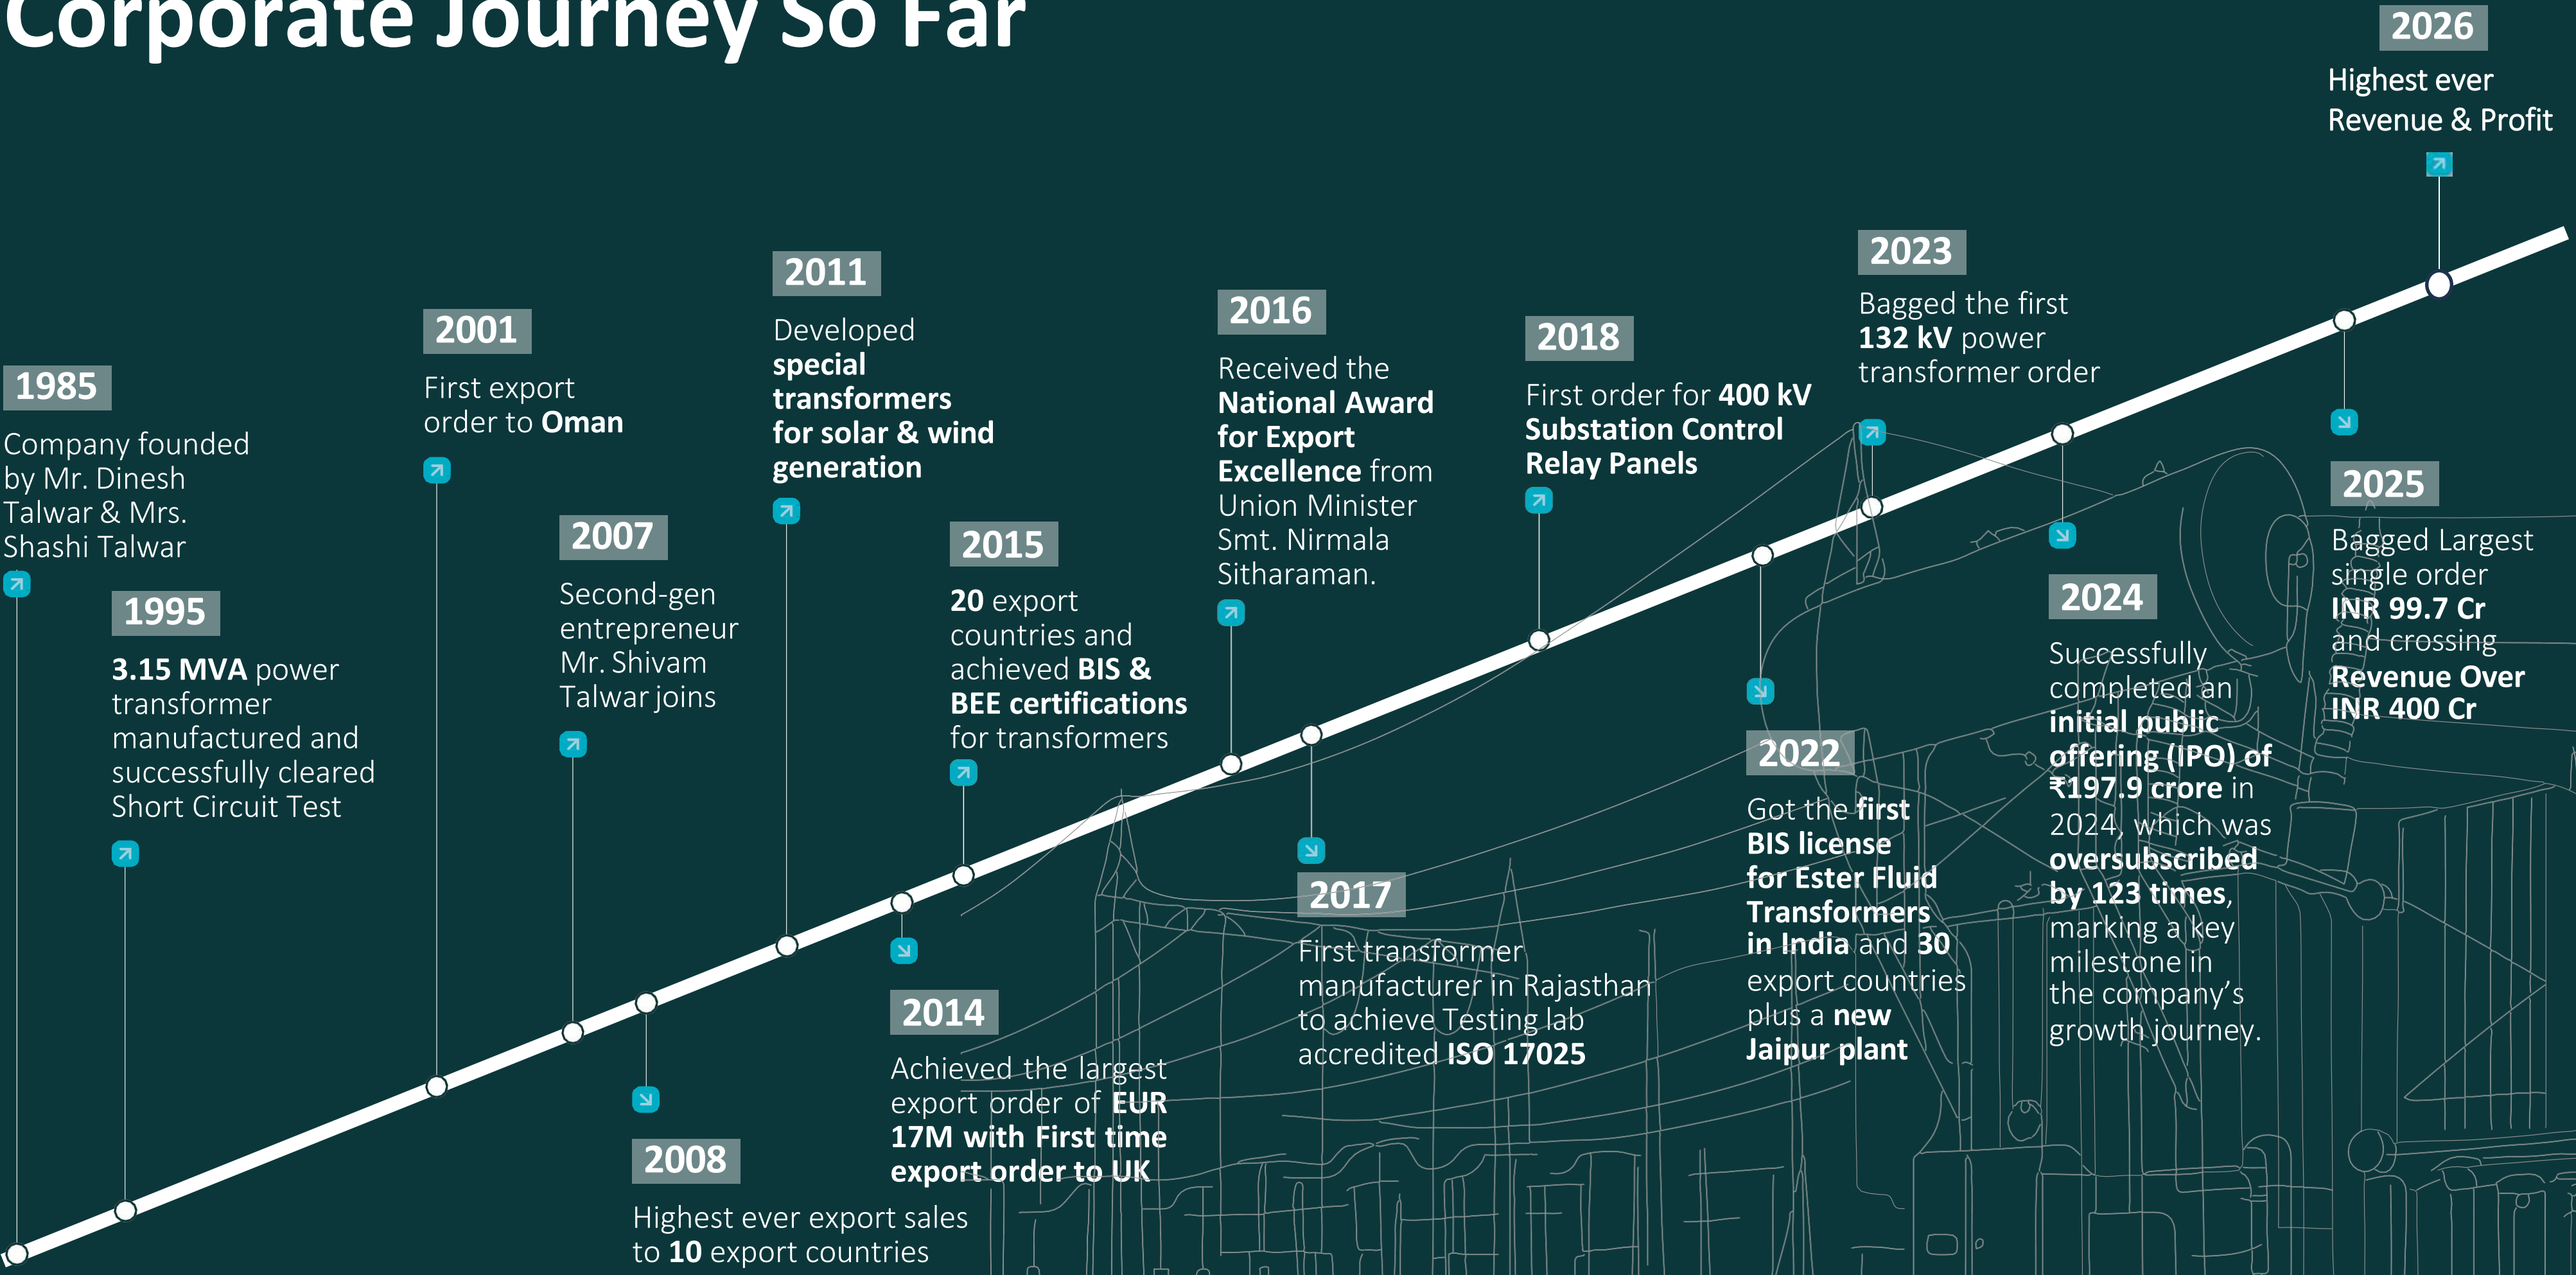 Corporate Journey So Far
1985
Company founded
by Mr. Dinesh
Talwar & Mrs.
Shashi Talwar
1995
3.15 MVA power
transformer
manufactured and
successfully cleared
Short Circuit Test
2001
First export
order to Oman
2007
Second-gen
entrepreneur
Mr. Shivam
Talwar joins
2008
Highest ever export sales
to 10 export countries
2011
Developed
special
transformers
for solar & wind
generation
2014
Achieved the largest
export order of EUR
17M with First time
export order to UK
2015
20 export
countries and
achieved BIS &
BEE certifications
for transformers
2016
Received the
National Award
for Export
Excellence from
Union Minister
Smt. Nirmala
Sitharaman.
2017
First transformer
manufacturer in Rajasthan
to achieve Testing lab
accredited ISO 17025
2018
First order for 400 kV
Substation Control
Relay Panels
2022
Got the first
BIS license
for Ester Fluid
Transformers
in India and 30
export countries
plus a new
Jaipur plant
2023
Bagged the first
132 kV power
transformer order
2024
Successfully
completed an
initial public
offering (IPO) of
₹197.9 crore in
2024, which was
oversubscribed
by 123 times,
marking a key
milestone in
the company’s
growth journey.
2025
Bagged Largest
single order
INR 99.7 Cr
and crossing
Revenue Over
INR 400 Cr
2026
Highest ever
Revenue & Profit